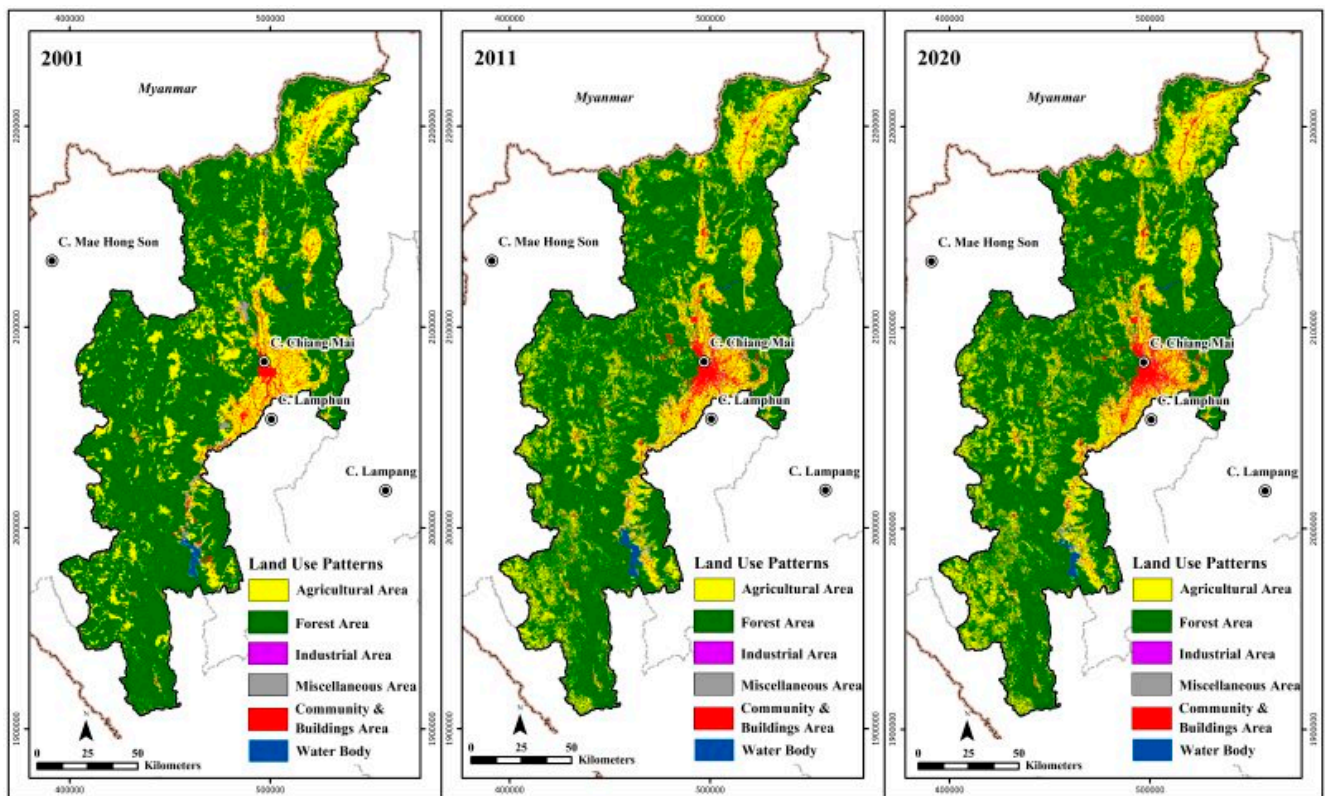 400000 500000
2001
Myanmar
2200000
C. Mae Hong Son
2100000
C. Chiang Mai
C. Lamphun
C. Lampang
2000000
Land Use Patterns
Agricultural Area
Forest Area
Industrial Area
Miscellaneous Area
Community &
Buildings Area
Water Body
1900000
N
0 25 50
Kilometers
400000 500000
400000 500000
2011
Myanmar
2200000
C. Mae Hong Son
2100000
C. Chiang Mai
C. Lamphun
C. Lampang
2000000
Land Use Patterns
Agricultural Area
Forest Area
Industrial Area
Miscellaneous Area
Community &
Buildings Area
Water Body
1900000
N
0 25 50
Kilometers
400000 500000
400000 500000
2020
Myanmar
2200000 2200000
C. Mae Hong Son
2100000 2100000
C. Chiang Mai
C. Lamphun
C. Lampang
2000000 2000000
Land Use Patterns
Agricultural Area
Forest Area
Industrial Area
Miscellaneous Area
Community &
Buildings Area
Water Body
1900000 1900000
N
0 25 50
Kilometers
400000 500000